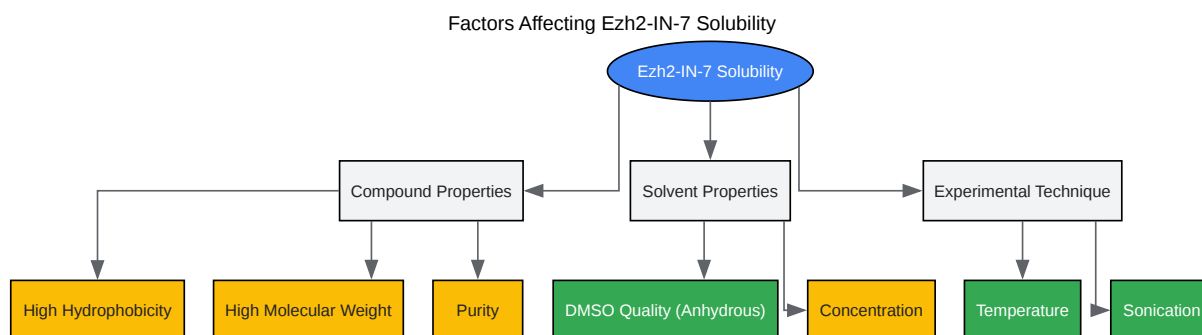 Factors Affecting Ezh2-IN-7 Solubility
Ezh2-IN-7 Solubility
Compound Properties
Solvent Properties
Experimental Technique
High Hydrophobicity
High Molecular Weight
Purity
DMSO Quality (Anhydrous)
Concentration
Temperature
Sonication